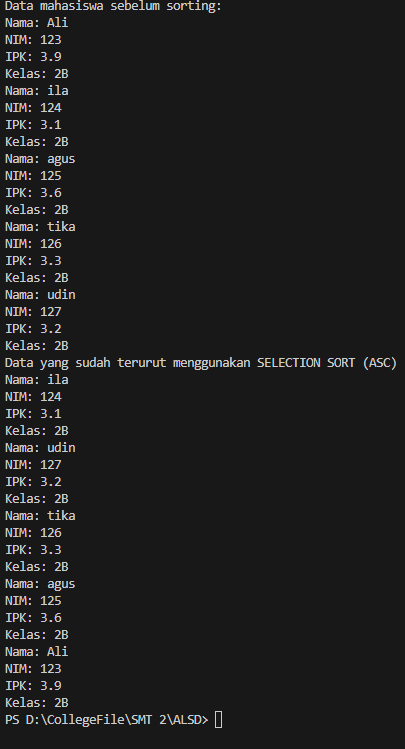 Data mahasiswa sebelum sorting:
Nama: Ali
NIM: 123
IPK: 3.9
Kelas: 2B
Nama: ila
NIM: 124
IPK: 3.1
Kelas: 2B
Nama: agus
NIM: 125
IPK: 3.6
Kelas: 2B
Nama: tika
NIM: 126
IPK: 3.3
Kelas: 2B
Nama: udin
NIM: 127
IPK: 3.2
Kelas: 2B
Data yang sudah terurut menggunakan SELECTION SORT (ASC)
Nama: ila
NIM: 124
IPK: 3.1
Kelas: 2B
Nama: udin
NIM: 127
IPK: 3.2
Kelas: 2B
Nama: tika
NIM: 126
IPK: 3.3
Kelas: 2B
Nama: agus
NIM: 125
IPK: 3.6
Kelas: 2B
Nama: Ali
NIM: 123
IPK: 3.9
Kelas: 2B
PS D:\CollegeFile\SMT 2\ALSD>